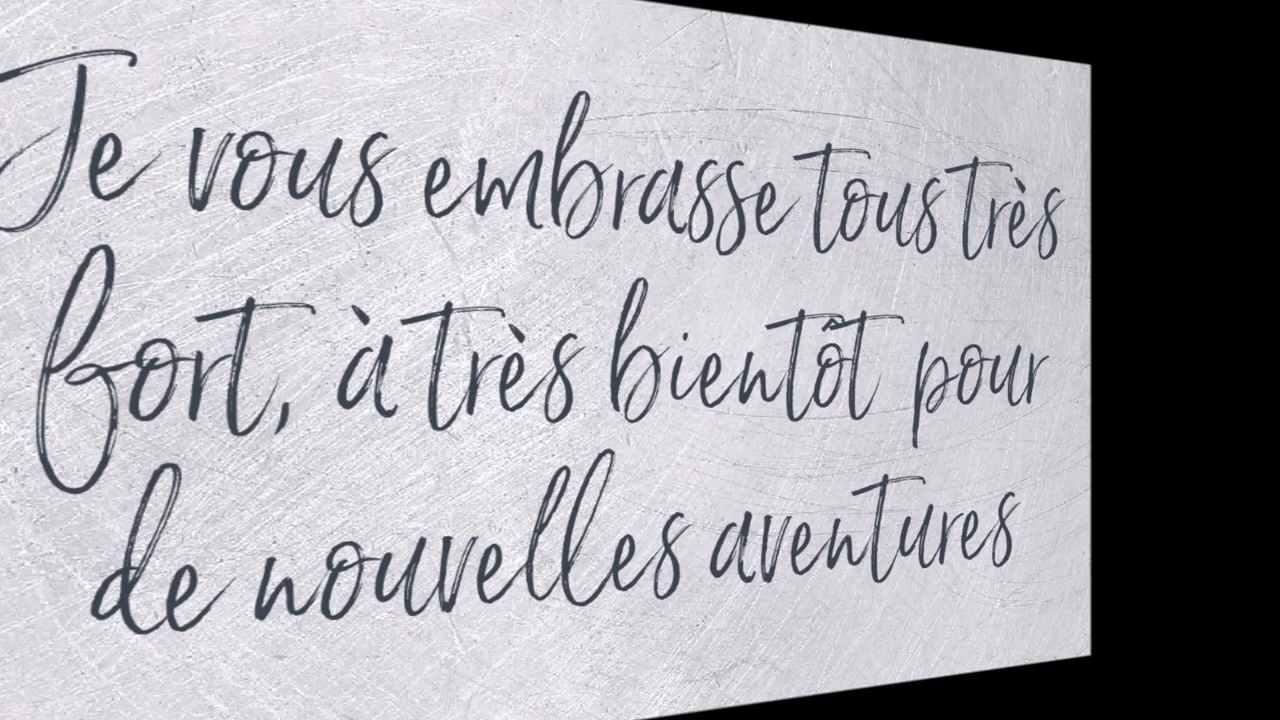 Je vous embrasse tous très
fort, à très bientôt pour
de nouvelles aventures